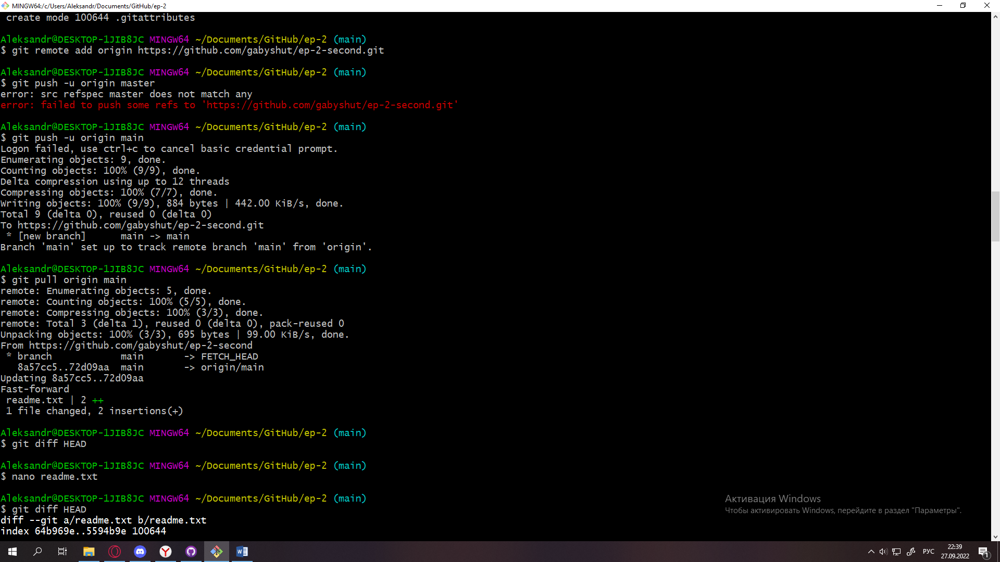 MINGW64:/c/Users/Aleksandr/Documents/GitHub/ep-2
 create mode 100644 .gitattributes
Aleksandr@DESKTOP-1JIB8JC MINGW64 ~/Documents/GitHub/ep-2 (main)
$ git remote add origin https://github.com/gabyshut/ep-2-second.git
Aleksandr@DESKTOP-1JIB8JC MINGW64 ~/Documents/GitHub/ep-2 (main)
$ git push -u origin master
error: src refspec master does not match any
error: failed to push some refs to 'https://github.com/gabyshut/ep-2-second.git'
Aleksandr@DESKTOP-1JIB8JC MINGW64 ~/Documents/GitHub/ep-2 (main)
$ git push -u origin main
Logon failed, use ctrl+c to cancel basic credential prompt.
Enumerating objects: 9, done.
Counting objects: 100% (9/9), done.
Delta compression using up to 12 threads
Compressing objects: 100% (7/7), done.
Writing objects: 100% (9/9), 884 bytes | 442.00 KiB/s, done.
Total 9 (delta 0), reused 0 (delta 0)
To https://github.com/gabyshut/ep-2-second.git
 * [new branch]      main -> main
Branch 'main' set up to track remote branch 'main' from 'origin'.
Aleksandr@DESKTOP-1JIB8JC MINGW64 ~/Documents/GitHub/ep-2 (main)
$ git pull origin main
remote: Enumerating objects: 5, done.
remote: Counting objects: 100% (5/5), done.
remote: Compressing objects: 100% (3/3), done.
remote: Total 3 (delta 1), reused 0 (delta 0), pack-reused 0
Unpacking objects: 100% (3/3), 695 bytes | 99.00 KiB/s, done.
From https://github.com/gabyshut/ep-2-second
 * branch            main       -> FETCH_HEAD
   8a57cc5..72d09aa  main       -> origin/main
Updating 8a57cc5..72d09aa
Fast-forward
 readme.txt | 2 ++
 1 file changed, 2 insertions(+)
Aleksandr@DESKTOP-1JIB8JC MINGW64 ~/Documents/GitHub/ep-2 (main)
$ git diff HEAD
Aleksandr@DESKTOP-1JIB8JC MINGW64 ~/Documents/GitHub/ep-2 (main)
$ nano readme.txt
Aleksandr@DESKTOP-1JIB8JC MINGW64 ~/Documents/GitHub/ep-2 (main)
$ git diff HEAD
diff --git a/readme.txt b/readme.txt
index 64b969e..5594b9e 100644
Активация Windows
Чтобы активировать Windows, перейдите в раздел "Параметры".
РУС
22:39
27.09.2022
1